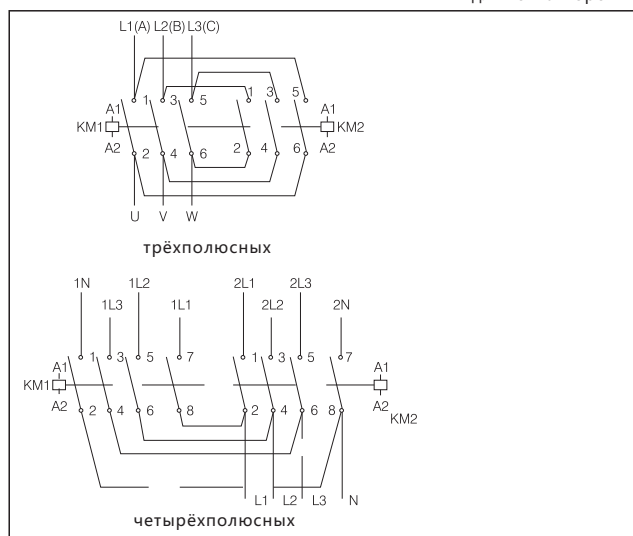 L1(A) L2(B) L3(C)
1 3 5 1 3 5
A1 A1
KM1 KM2
A2 A2
2 4 6 2 4 6
U V W
трёхполюсных
1N 1L2 2L1 2L3
1L3 1L1 2L2 2N
1 3 5 7 1 3 5 7
A1 A1
KM1
A2 A2
2 4 6 8 2 4 6 8
KM2
L1 L2 L3 N
четырёхполюсных